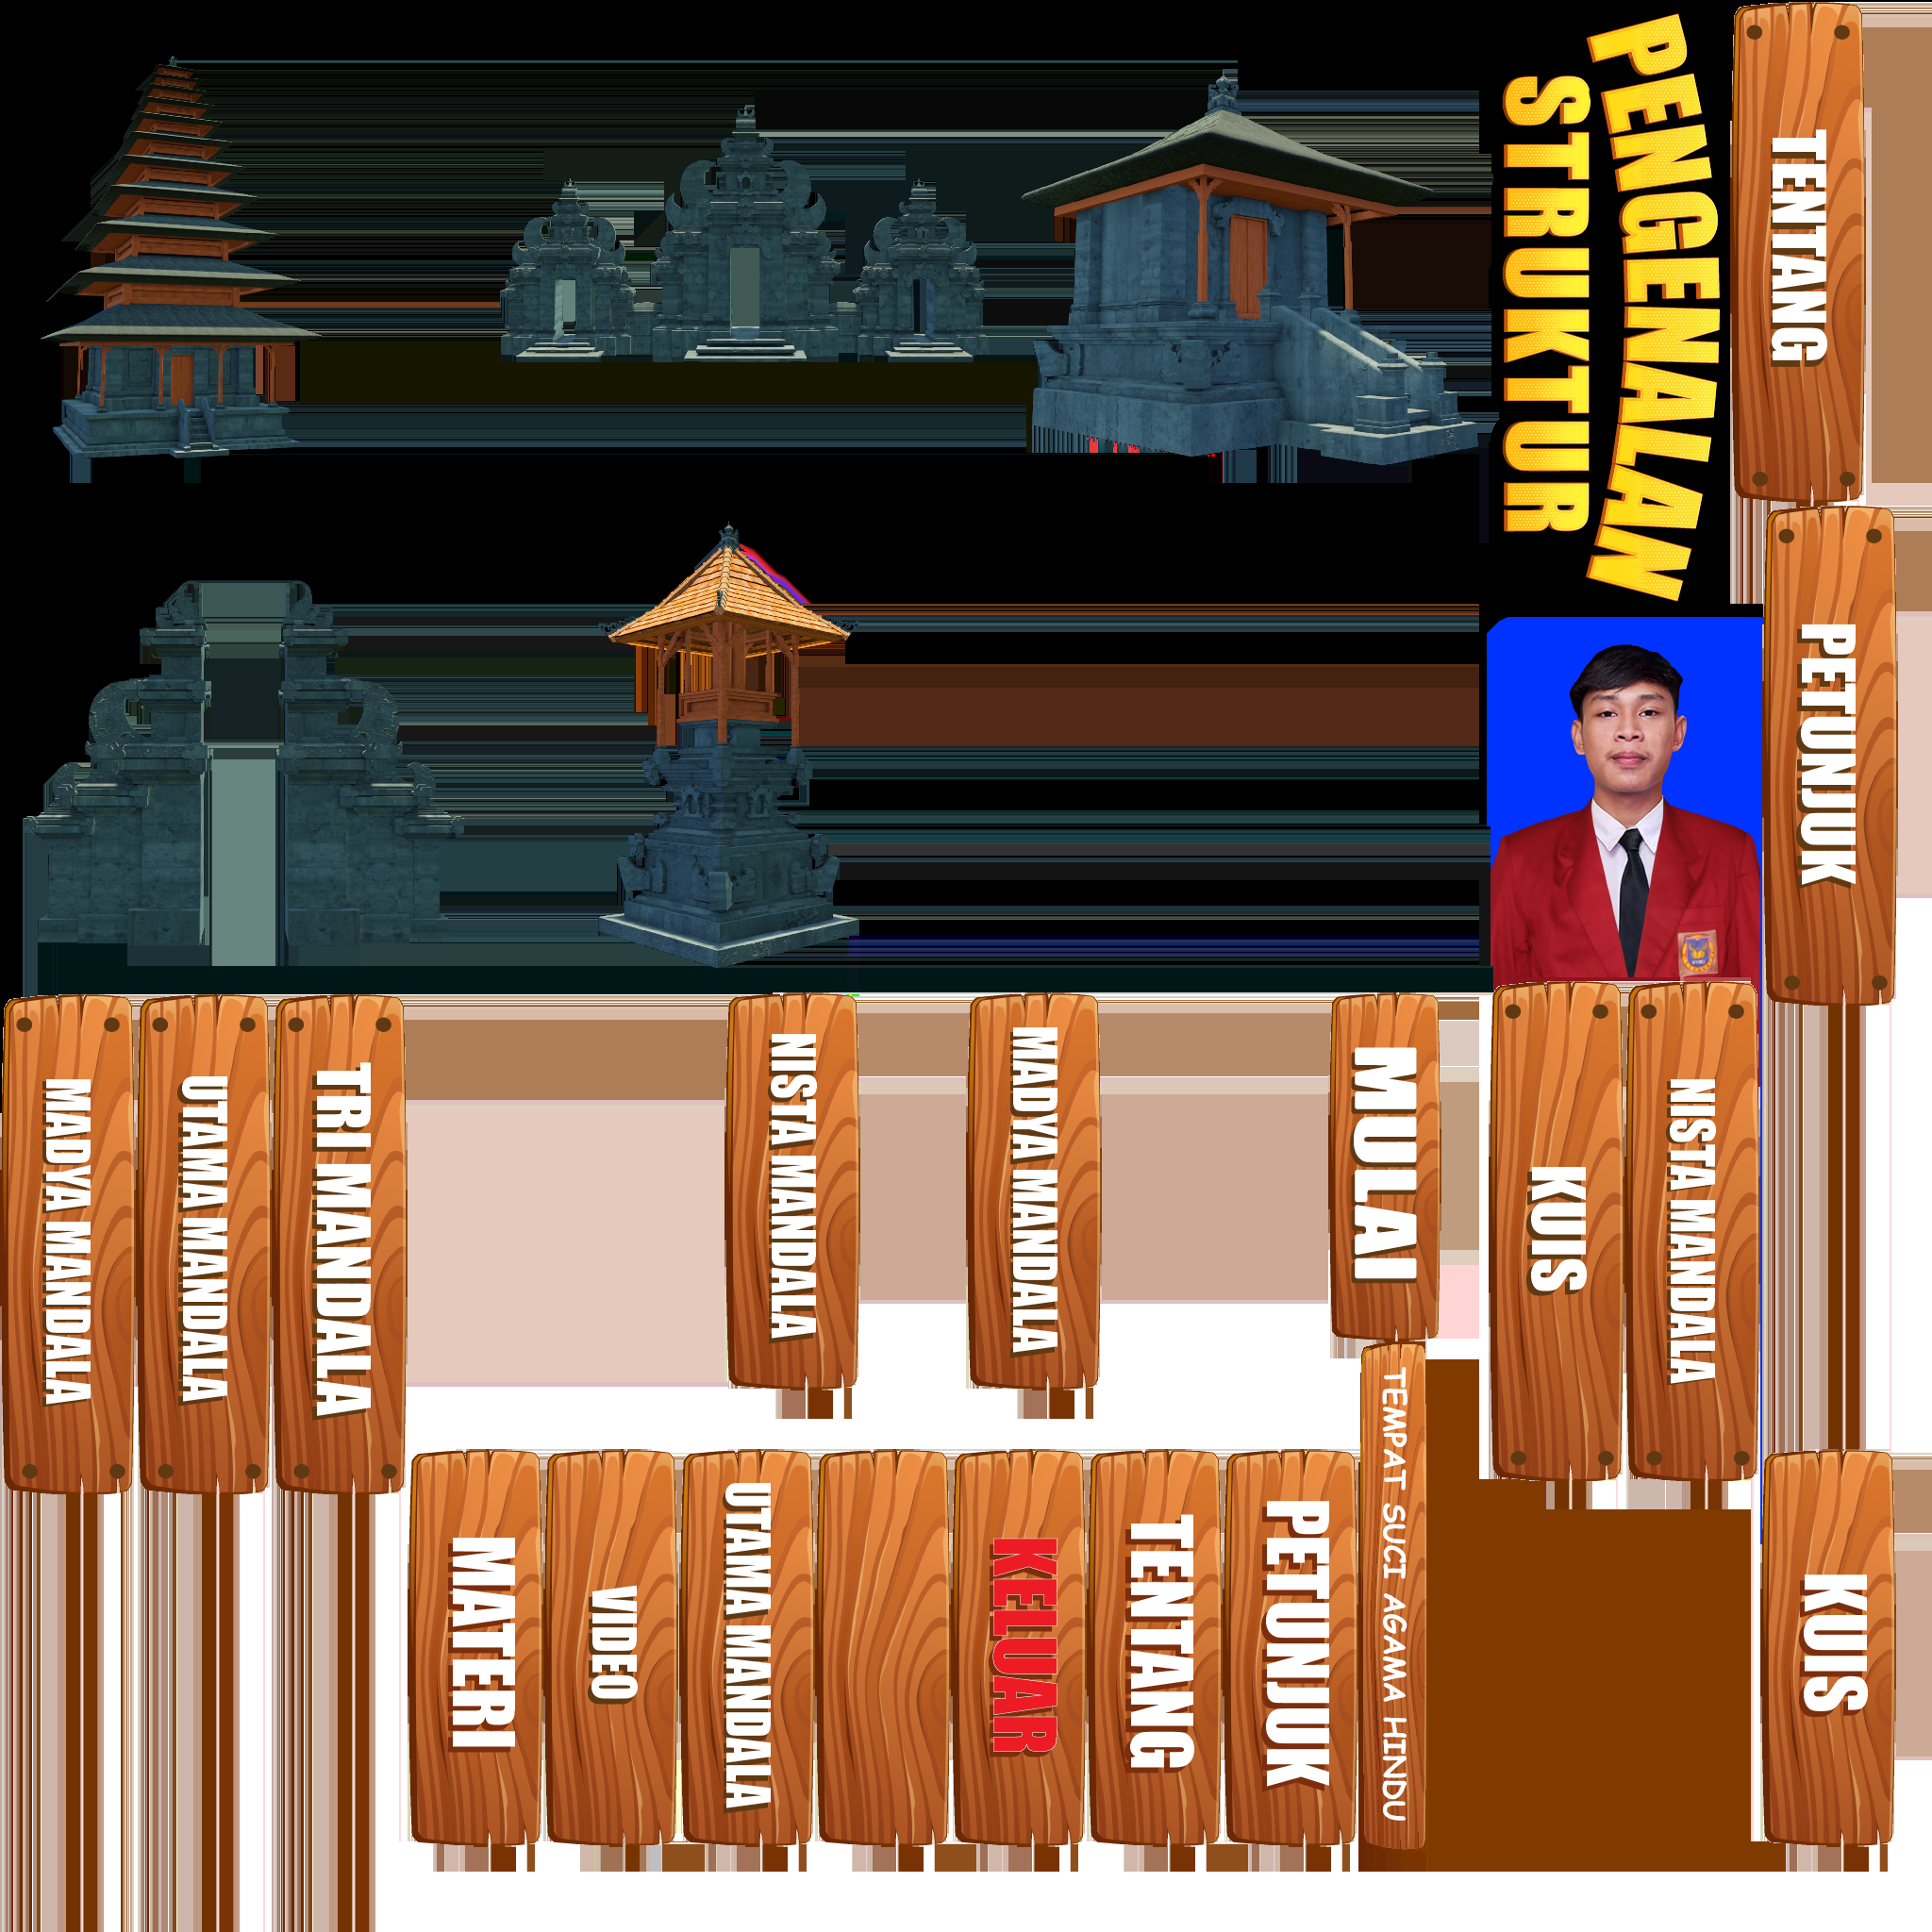 PENGENALAN
STRUKTUR
TENTANG
PETUNJUK
MADYA MANDALA
UTAMA MANDALA
TRI MANDALA
NISTA MANDALA
MADYA MANDALA
MULAI
KUIS
NISTA MANDALA
MATERI
VIDEO
UTAMA MANDALA
KELUAR
TENTANG
PETUNJUK
TEMPAT SUCI AGAMA HINDU
KUIS